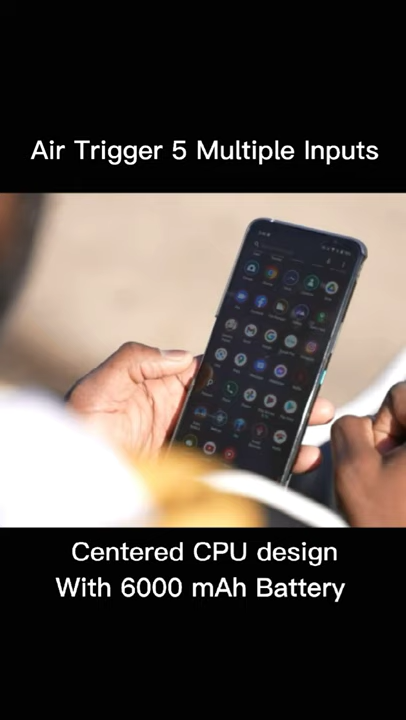 Air Trigger 5 Multiple Inputs
Centered CPU design
With 6000 mAh Battery